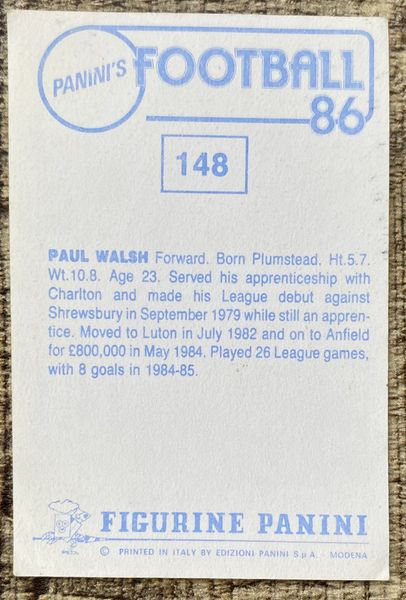 PANINI'S FOOTBALL
86
148
PAUL WALSH Forward. Born Plumstead. Ht.5.7.
Wt.10.8. Age 23. Served his apprenticeship with
Charlton and made his League debut against
Shrewsbury in September 1979 while still an appren-
tice. Moved to Luton in July 1982 and on to Anfield
for £800,000 in May 1984. Played 26 League games,
with 8 goals in 1984-85.
FIGURINE PANINI
© PRINTED IN ITALY BY EDIZIONI PANINI S.p.A. - MODENA